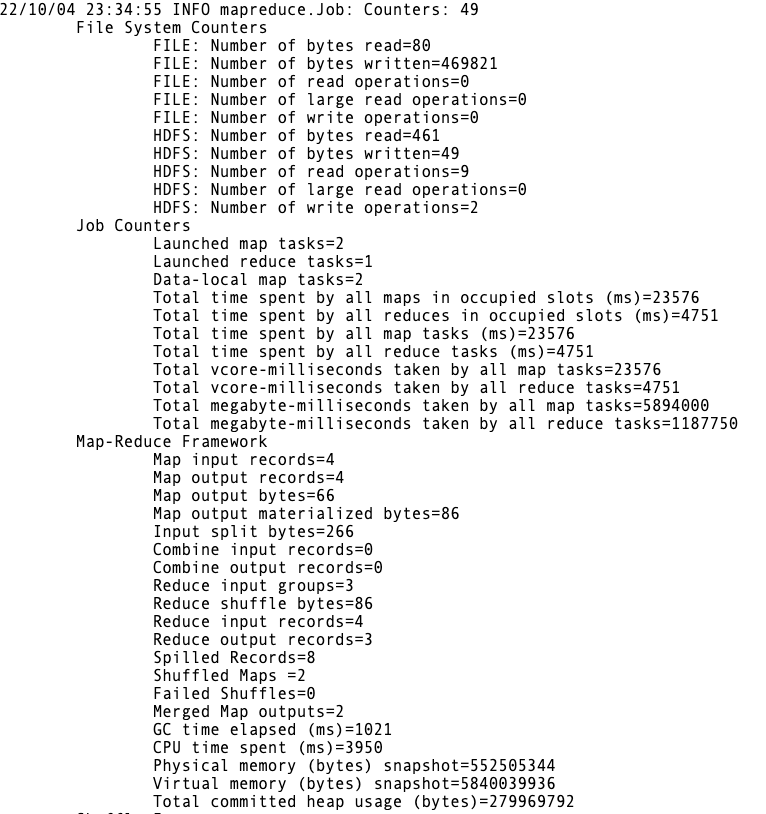 22/10/04 23:34:55 INFO mapreduce.Job: Counters: 49
File System Counters
FILE: Number of bytes read=80
FILE: Number of bytes written=469821
FILE: Number of read operations=0
FILE: Number of large read operations=0
FILE: Number of write operations=0
HDFS: Number of bytes read=461
HDFS: Number of bytes written=49
HDFS: Number of read operations=9
HDFS: Number of large read operations=0
HDFS: Number of write operations=2
Job Counters
Launched map tasks=2
Launched reduce tasks=1
Data-local map tasks=2
Total time spent by all maps in occupied slots (ms)=23576
Total time spent by all reduces in occupied slots (ms)=4751
Total time spent by all map tasks (ms)=23576
Total time spent by all reduce tasks (ms)=4751
Total vcore-milliseconds taken by all map tasks=23576
Total vcore-milliseconds taken by all reduce tasks=4751
Total megabyte-milliseconds taken by all map tasks=5894000
Total megabyte-milliseconds taken by all reduce tasks=1187750
Map-Reduce Framework
Map input records=4
Map output records=4
Map output bytes=66
Map output materialized bytes=86
Input split bytes=266
Combine input records=0
Combine output records=0
Reduce input groups=3
Reduce shuffle bytes=86
Reduce input records=4
Reduce output records=3
Spilled Records=8
Shuffled Maps =2
Failed Shuffles=0
Merged Map outputs=2
GC time elapsed (ms)=1021
CPU time spent (ms)=3950
Physical memory (bytes) snapshot=552505344
Virtual memory (bytes) snapshot=5840039936
Total committed heap usage (bytes)=279969792